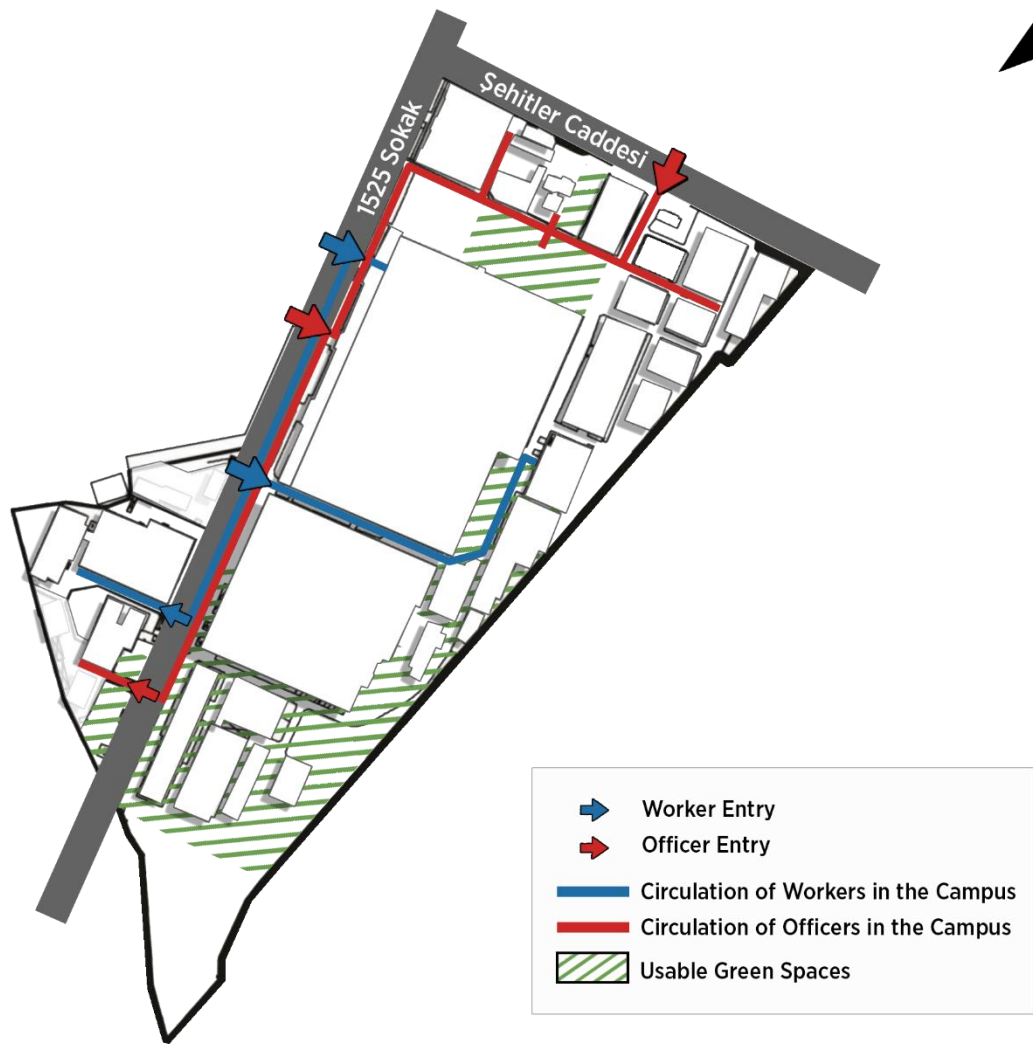 Şehitler Caddesi
1525 Sokak
Worker Entry
Officer Entry
Circulation of Workers in the Campus
Circulation of Officers in the Campus
Usable Green Spaces